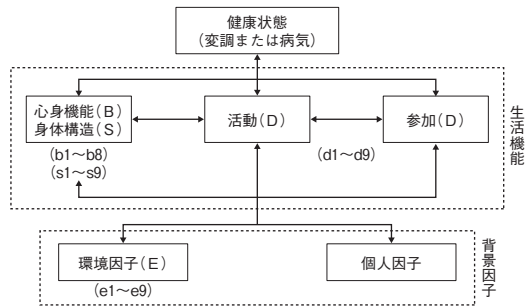 健康状態
（変調または病気）
心身機能（B）
身体構造（S）
活動（D）
参加（D）
（b1～b8）
（s1～s9）
（d1～d9）
生活機能
環境因子（E）
個人因子
（e1～e9）
背景因子